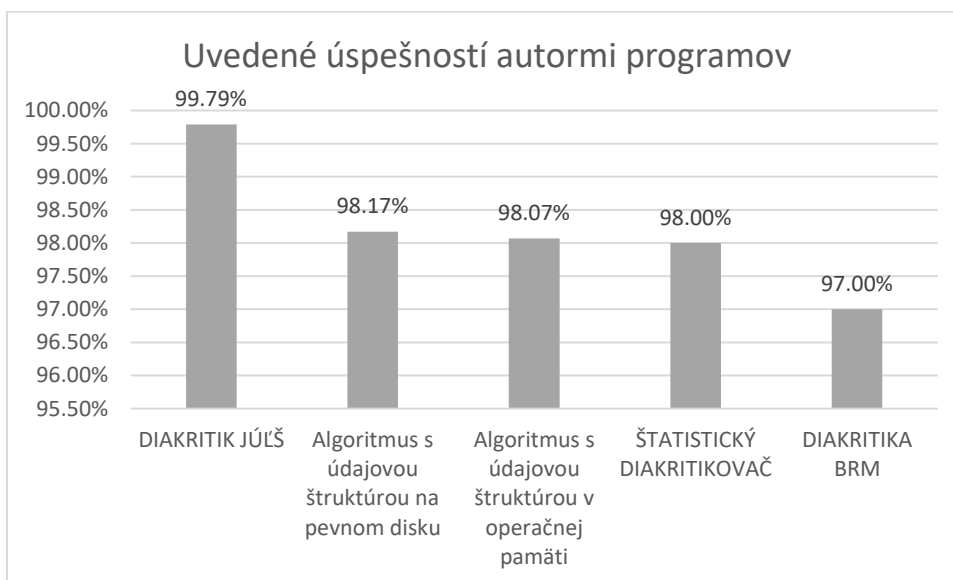 Uvedené úspešností autormi programov
99.79%
98.17%
98.07%
98.00%
97.00%
100.00%
99.50%
99.00%
98.50%
98.00%
97.50%
97.00%
96.50%
96.00%
95.50%
DIAKRITIK JÚĽŠ
Algoritmus s
údajovou
štruktúrou na
pevnom disku
Algoritmus s
údajovou
štruktúrou v
operačnej
pamäti
ŠTATISTICKÝ
DIAKRITIKOVAČ
DIAKRITIKA
BRM